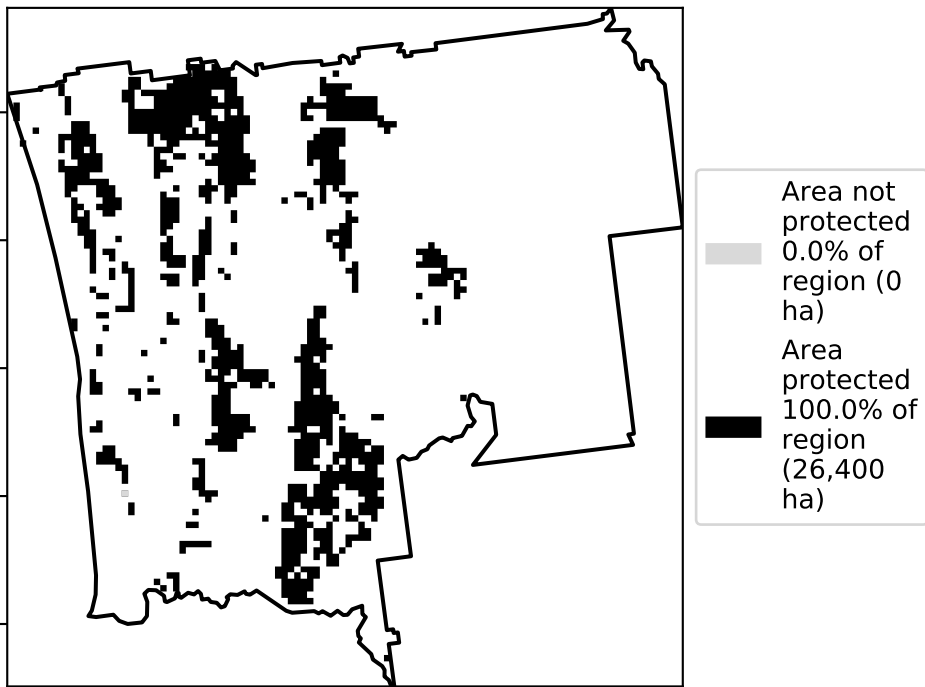 Area not
protected
0.0% of
region (0
ha)
Area
protected
100.0% of
region
(26,400
ha)